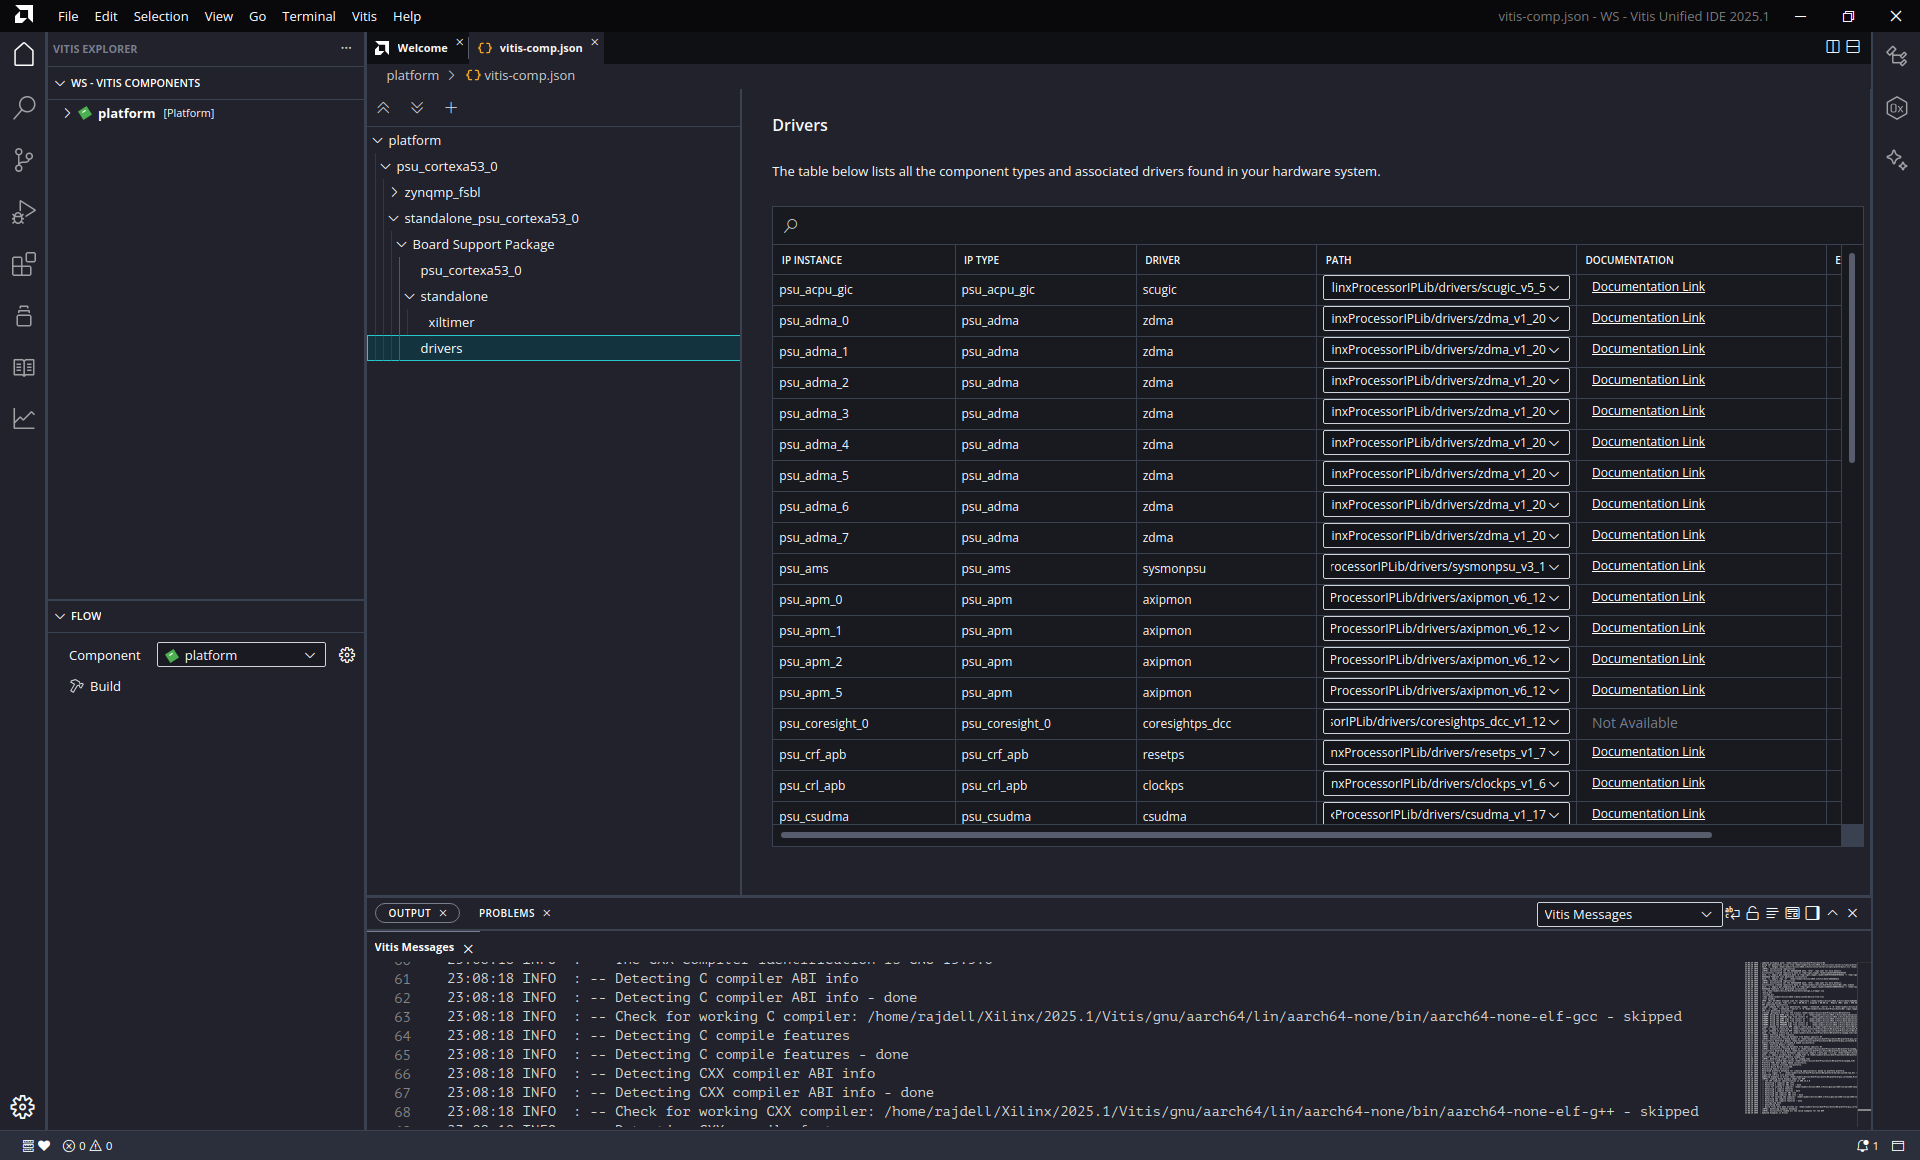 File Edit Selection View Go Terminal Vitis Help
vitis-comp.json - WS - Vitis Unified IDE 2025.1
VITIS EXPLORER
WS - VITIS COMPONENTS
platform [Platform]
FLOW
Component platform
Build
Welcome vitis-comp.json
platform > vitis-comp.json
platform
psu_cortexa53_0
zynqmp_fsbl
standalone_psu_cortexa53_0
Board Support Package
psu_cortexa53_0
standalone
xiltimer
drivers
Drivers
The table below lists all the component types and associated drivers found in your hardware system.
IP INSTANCE IP TYPE DRIVER PATH DOCUMENTATION E
psu_acpu_gic psu_acpu_gic scugic linxProcessorIPLib/drivers/scugic_v5_5 Documentation Link
psu_adma_0 psu_adma zdma inxProcessorIPLib/drivers/zdma_v1_20 Documentation Link
psu_adma_1 psu_adma zdma inxProcessorIPLib/drivers/zdma_v1_20 Documentation Link
psu_adma_2 psu_adma zdma inxProcessorIPLib/drivers/zdma_v1_20 Documentation Link
psu_adma_3 psu_adma zdma inxProcessorIPLib/drivers/zdma_v1_20 Documentation Link
psu_adma_4 psu_adma zdma inxProcessorIPLib/drivers/zdma_v1_20 Documentation Link
psu_adma_5 psu_adma zdma inxProcessorIPLib/drivers/zdma_v1_20 Documentation Link
psu_adma_6 psu_adma zdma inxProcessorIPLib/drivers/zdma_v1_20 Documentation Link
psu_adma_7 psu_adma zdma inxProcessorIPLib/drivers/zdma_v1_20 Documentation Link
psu_ams psu_ams sysmonpsu rocessorIPLib/drivers/sysmonpsu_v3_1 Documentation Link
psu_apm_0 psu_apm axipmon ProcessorIPLib/drivers/axipmon_v6_12 Documentation Link
psu_apm_1 psu_apm axipmon ProcessorIPLib/drivers/axipmon_v6_12 Documentation Link
psu_apm_2 psu_apm axipmon ProcessorIPLib/drivers/axipmon_v6_12 Documentation Link
psu_apm_5 psu_apm axipmon ProcessorIPLib/drivers/axipmon_v6_12 Documentation Link
psu_coresight_0 psu_coresight_0 coresightps_dcc sorIPLib/drivers/coresightps_dcc_v1_12 Not Available
psu_crf_apb psu_crf_apb resetps nxProcessorIPLib/drivers/resetps_v1_7 Documentation Link
psu_crl_apb psu_crl_apb clockps nxProcessorIPLib/drivers/clockps_v1_6 Documentation Link
psu_csudma psu_csudma csudma xProcessorIPLib/drivers/csudma_v1_17 Documentation Link
OUTPUT PROBLEMS Vitis Messages
Vitis Messages
61 23:08:18 INFO : -- Detecting C compiler ABI info
62 23:08:18 INFO : -- Detecting C compiler ABI info - done
63 23:08:18 INFO : -- Check for working C compiler: /home/rajdell/Xilinx/2025.1/Vitis/gnu/aarch64/lin/aarch64-none/bin/aarch64-none-elf-gcc - skipped
64 23:08:18 INFO : -- Detecting C compile features
65 23:08:18 INFO : -- Detecting C compile features - done
66 23:08:18 INFO : -- Detecting CXX compiler ABI info
67 23:08:18 INFO : -- Detecting CXX compiler ABI info - done
68 23:08:18 INFO : -- Check for working CXX compiler: /home/rajdell/Xilinx/2025.1/Vitis/gnu/aarch64/lin/aarch64-none/bin/aarch64-none-elf-g++ - skipped
0 0 1